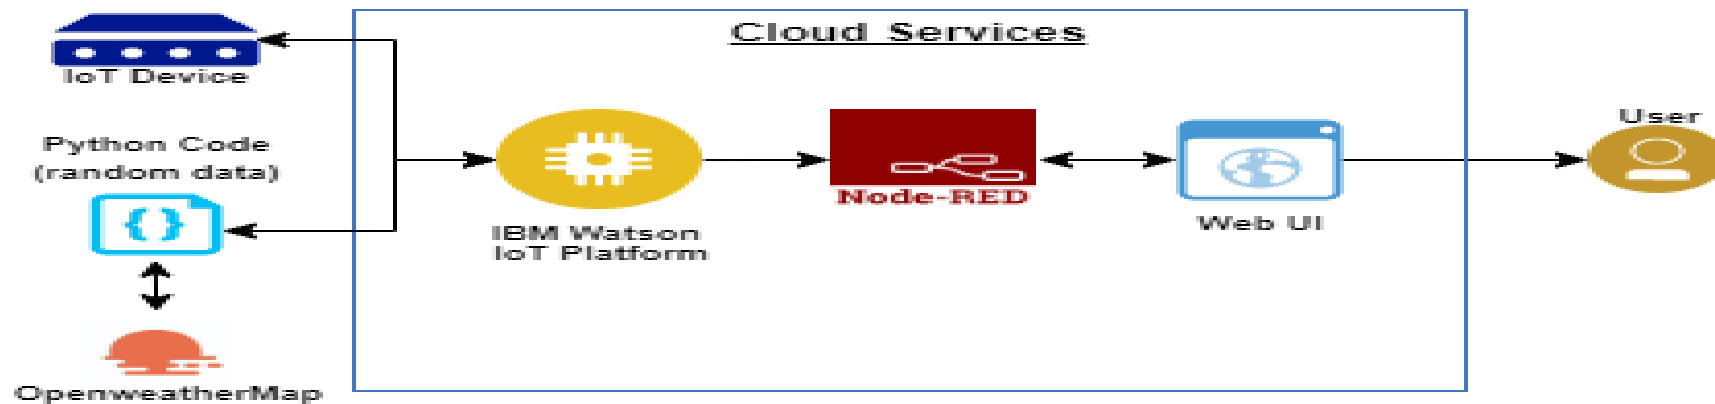 Cloud Services
IoT Device
Python Code
(random data)
{}
OpenweatherMap
IBM Watson
IoT Platform
Node-RED
Web UI
User